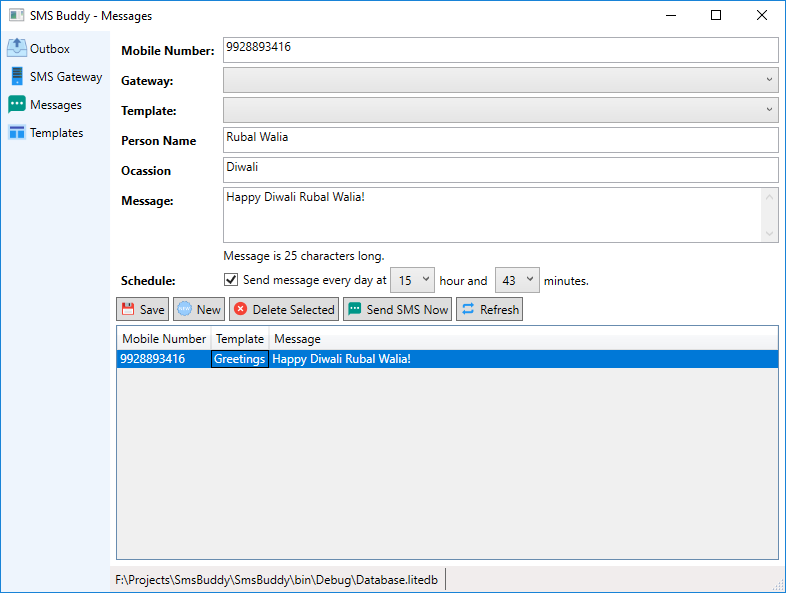 SMS Buddy - Messages
Outbox
SMS Gateway
Messages
Templates
Mobile Number: 9928893416
Gateway:
Template:
Person Name Rubal Walia
Ocassion Diwali
Message: Happy Diwali Rubal Walia!
Message is 25 characters long.
Schedule: Send message every day at 15 hour and 43 minutes.
Save New Delete Selected Send SMS Now Refresh
Mobile Number Template Message
9928893416 Greetings Happy Diwali Rubal Walia!
F:\Projects\SmsBuddy\SmsBuddy\bin\Debug\Database.litedb